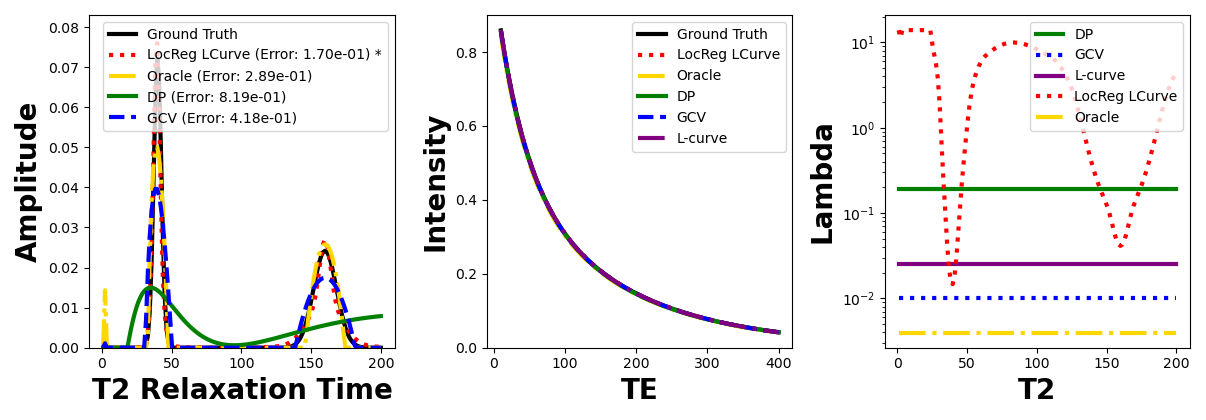 Amplitude
0.08
0.07
0.06
0.05
0.04
0.03
0.02
0.01
0.00
Ground Truth
LocReg LCurve (Error: 1.70e-01) *
Oracle (Error: 2.89e-01)
DP (Error: 8.19e-01)
GCV (Error: 4.18e-01)
0 50 100 150 200
T2 Relaxation Time
Intensity
0.8
0.6
0.4
0.2
0.0
Ground Truth
LocReg LCurve
Oracle
DP
GCV
L-curve
0 100 200 300 400
TE
Lambda
10¹
10⁰
10⁻¹
10⁻²
DP
GCV
L-curve
LocReg LCurve
Oracle
0 50 100 150 200
T2